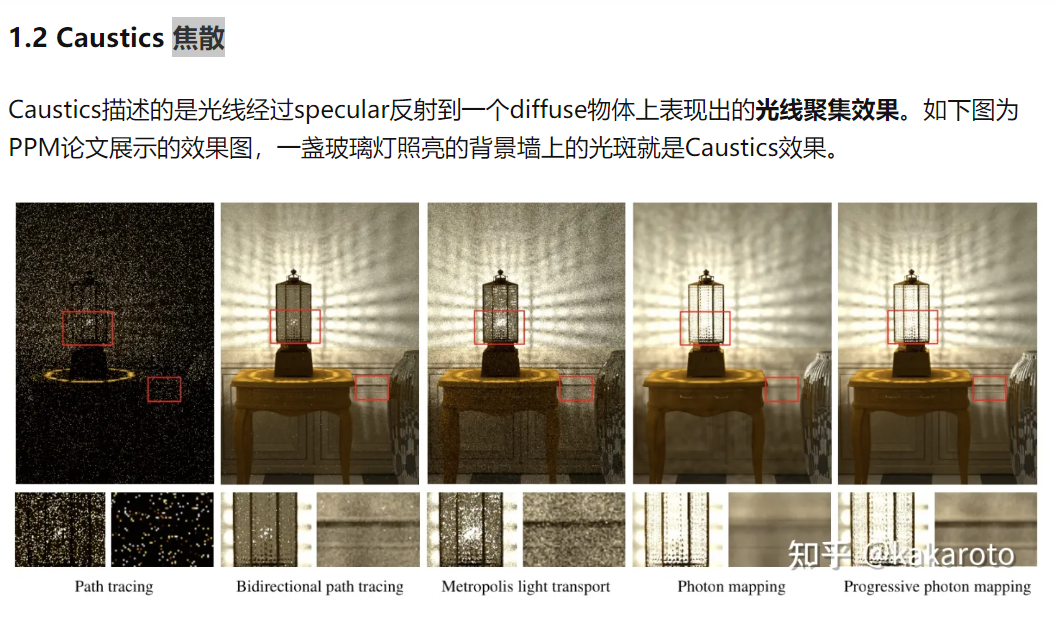 1.2 Caustics 焦散
Caustics描述的是光线经过specular反射到一个diffuse物体上表现出的光线聚集效果。如下图为
PPM论文展示的效果图，一盏玻璃灯照亮的背景墙上的光斑就是Caustics效果。
知乎 @kakaroto
Path tracing
Bidirectional path tracing
Metropolis light transport
Photon mapping
Progressive photon mapping